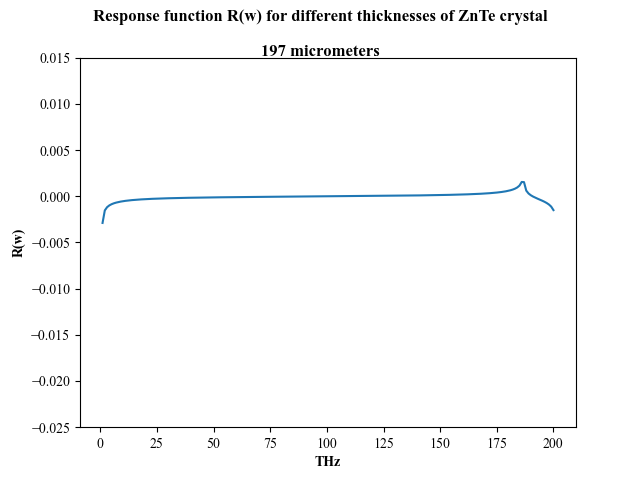 Response function R(w) for different thicknesses of ZnTe crystal
197 micrometers
0.015
0.010
0.005
0.000
−0.005
−0.010
−0.015
−0.020
−0.025
R(w)
0 25 50 75 100 125 150 175 200
THz